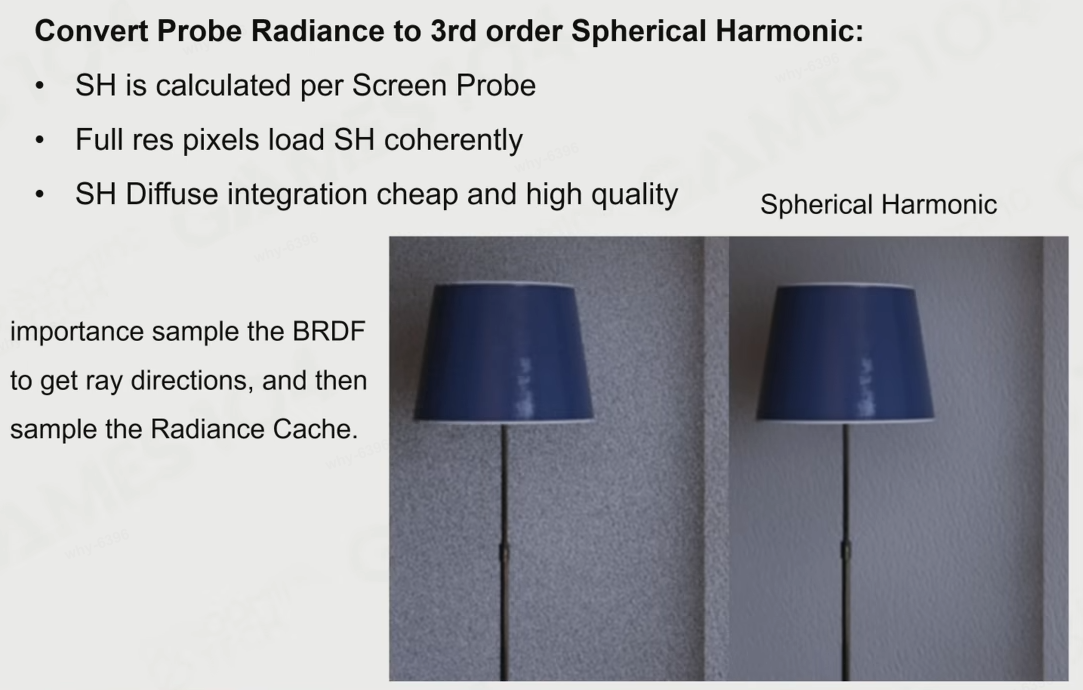 Convert Probe Radiance to 3rd order Spherical Harmonic:
• SH is calculated per Screen Probe
• Full res pixels load SH coherently
• SH Diffuse integration cheap and high quality
Spherical Harmonic
importance sample the BRDF
to get ray directions, and then
sample the Radiance Cache.